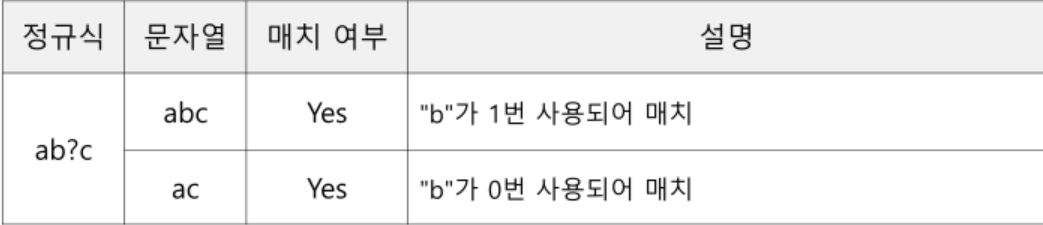 정규식 문자열 매치 여부 설명
ab?c abc Yes "b"가 1번 사용되어 매치
ac Yes "b"가 0번 사용되어 매치